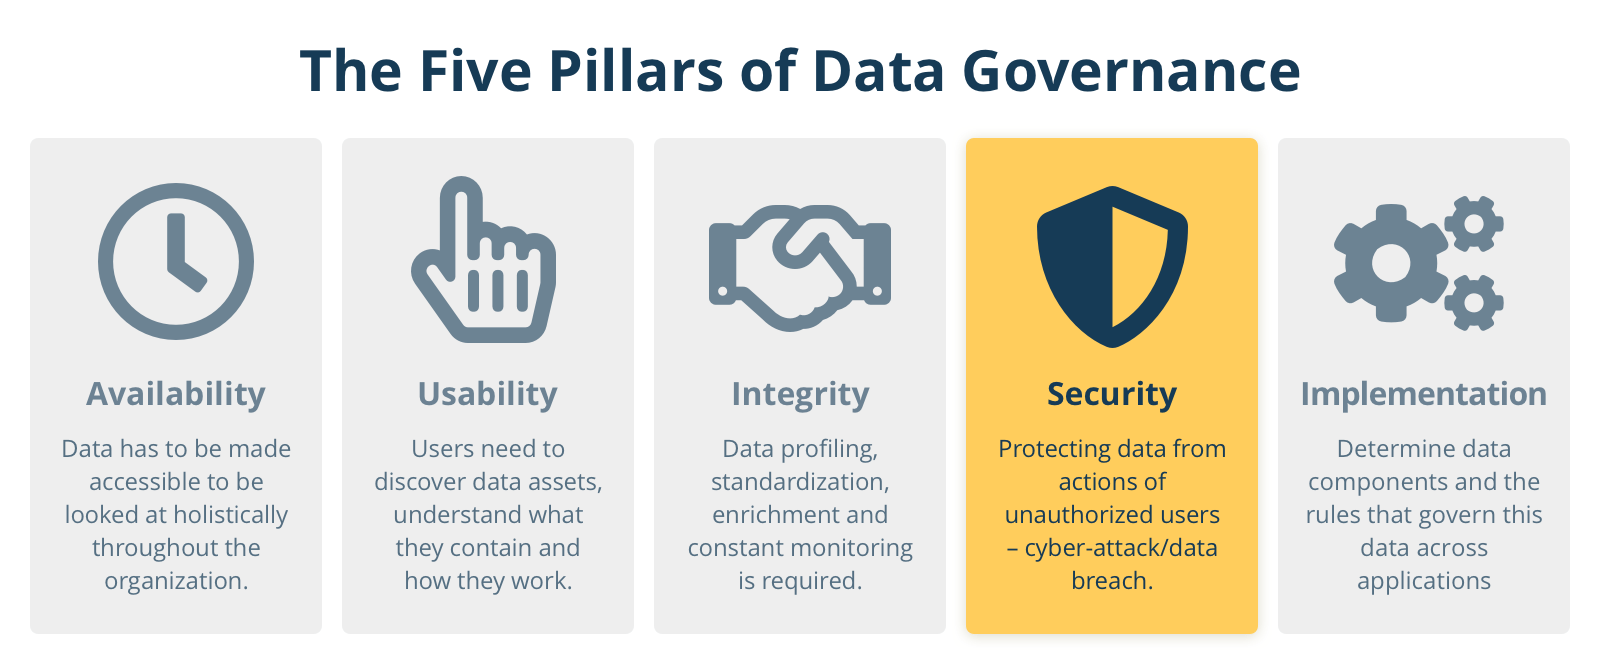 The Five Pillars of Data Governance
Availability
Data has to be made
accessible to be
looked at holistically
throughout the
organization.
Usability
Users need to
discover data assets,
understand what
they contain and
how they work.
Integrity
Data profiling,
standardization,
enrichment and
constant monitoring
is required.
Security
Protecting data from
actions of
unauthorized users
– cyber-attack/data
breach.
Implementation
Determine data
components and the
rules that govern this
data across
applications